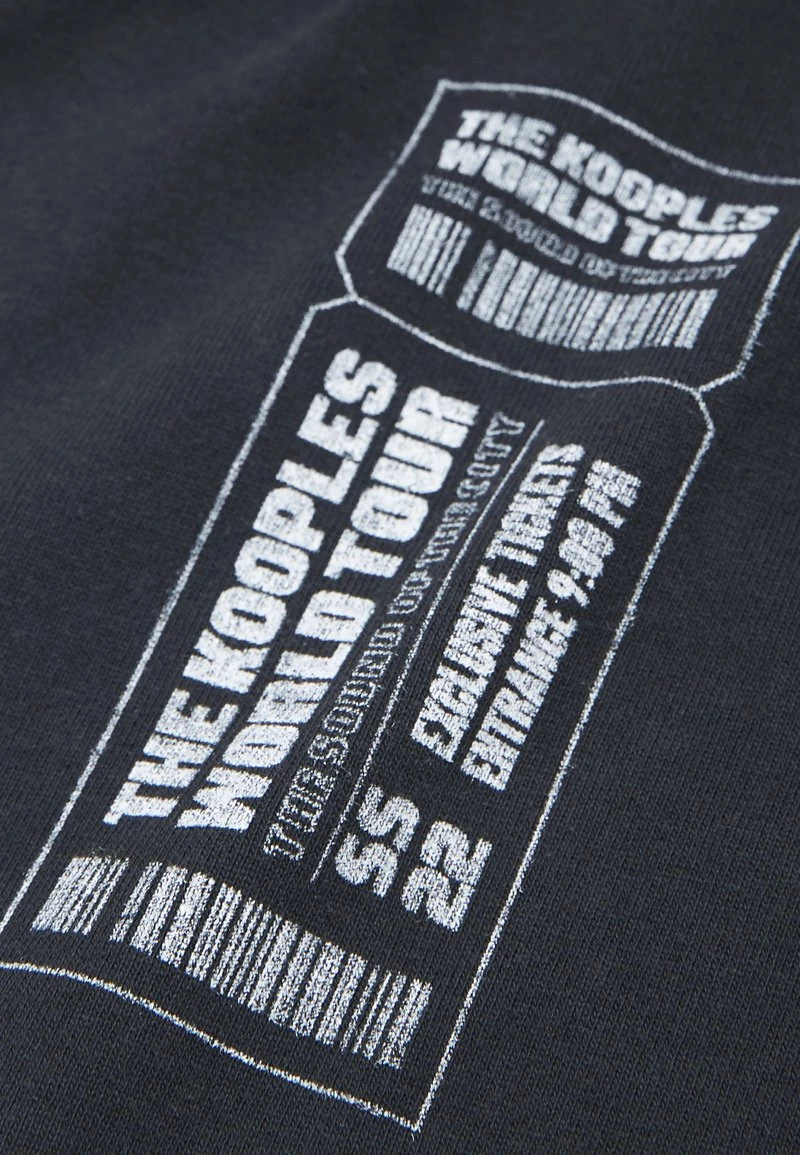 THE KOOPLES
WORLD TOUR
THE SOUND OF THE CITY
THE KOOPLES
WORLD TOUR
THE SOUND OF THE CITY
EXCLUSIVE TICKETS
ENTRANCE 9:00 PM
SS
22